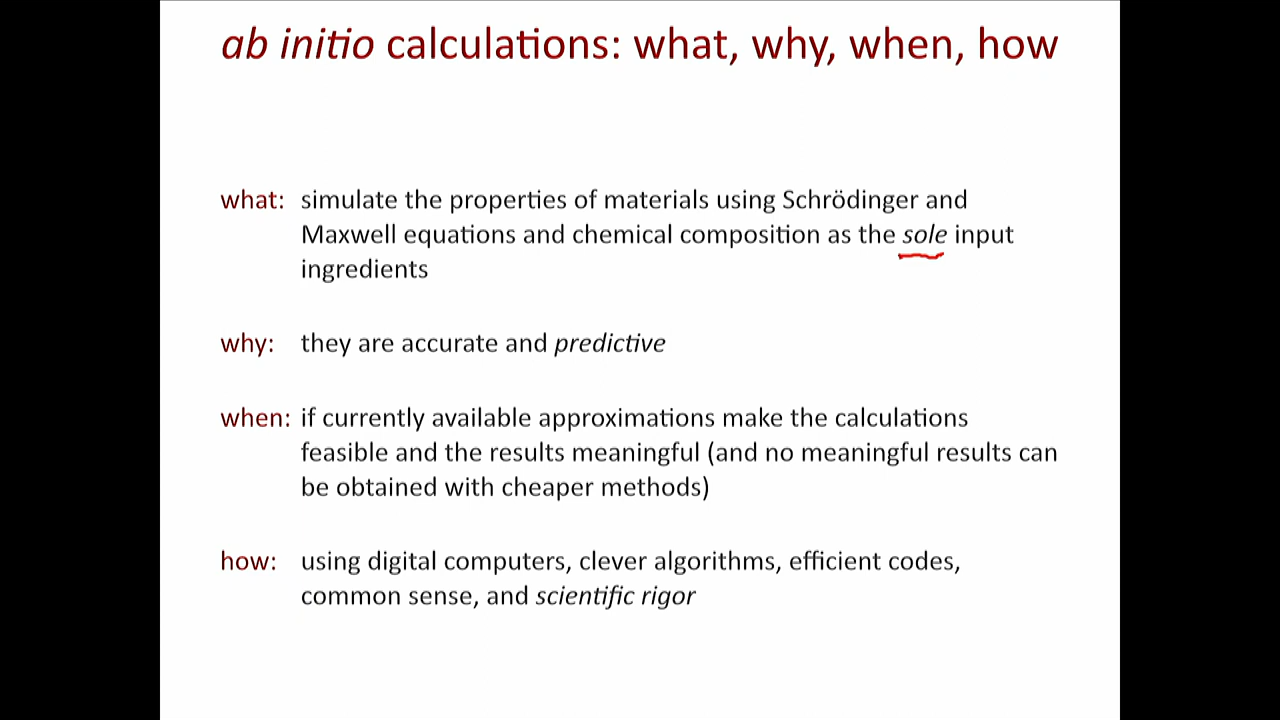 ab initio calculations: what, why, when, how
what: simulate the properties of materials using Schrödinger and
Maxwell equations and chemical composition as the sole input
ingredients
why: they are accurate and predictive
when: if currently available approximations make the calculations
feasible and the results meaningful (and no meaningful results can
be obtained with cheaper methods)
how: using digital computers, clever algorithms, efficient codes,
common sense, and scientific rigor